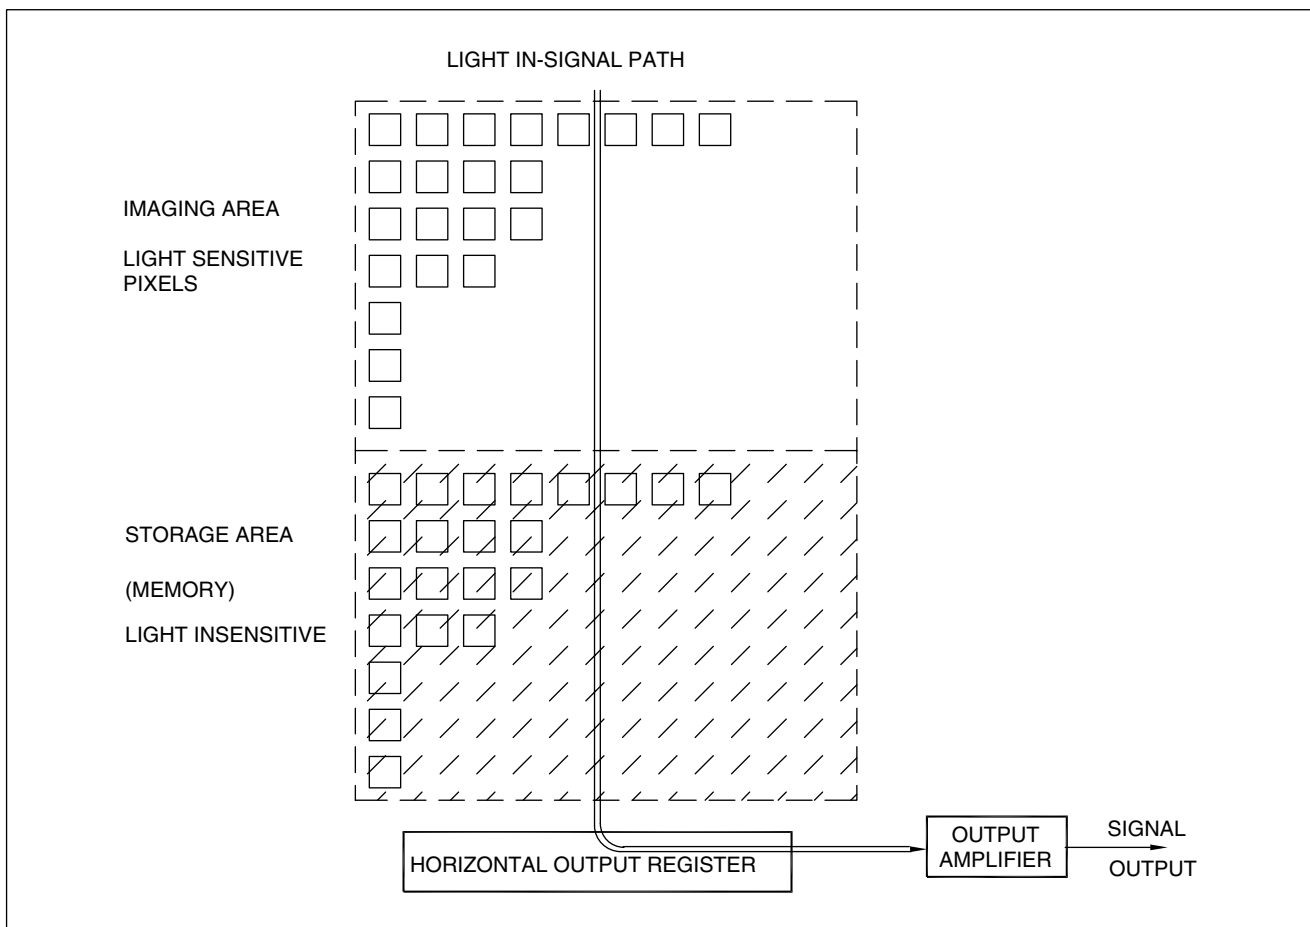 LIGHT IN-SIGNAL PATH
IMAGING AREA
LIGHT SENSITIVE
PIXELS
STORAGE AREA
(MEMORY)
LIGHT INSENSITIVE
HORIZONTAL OUTPUT REGISTER
OUTPUT
AMPLIFIER
SIGNAL
OUTPUT